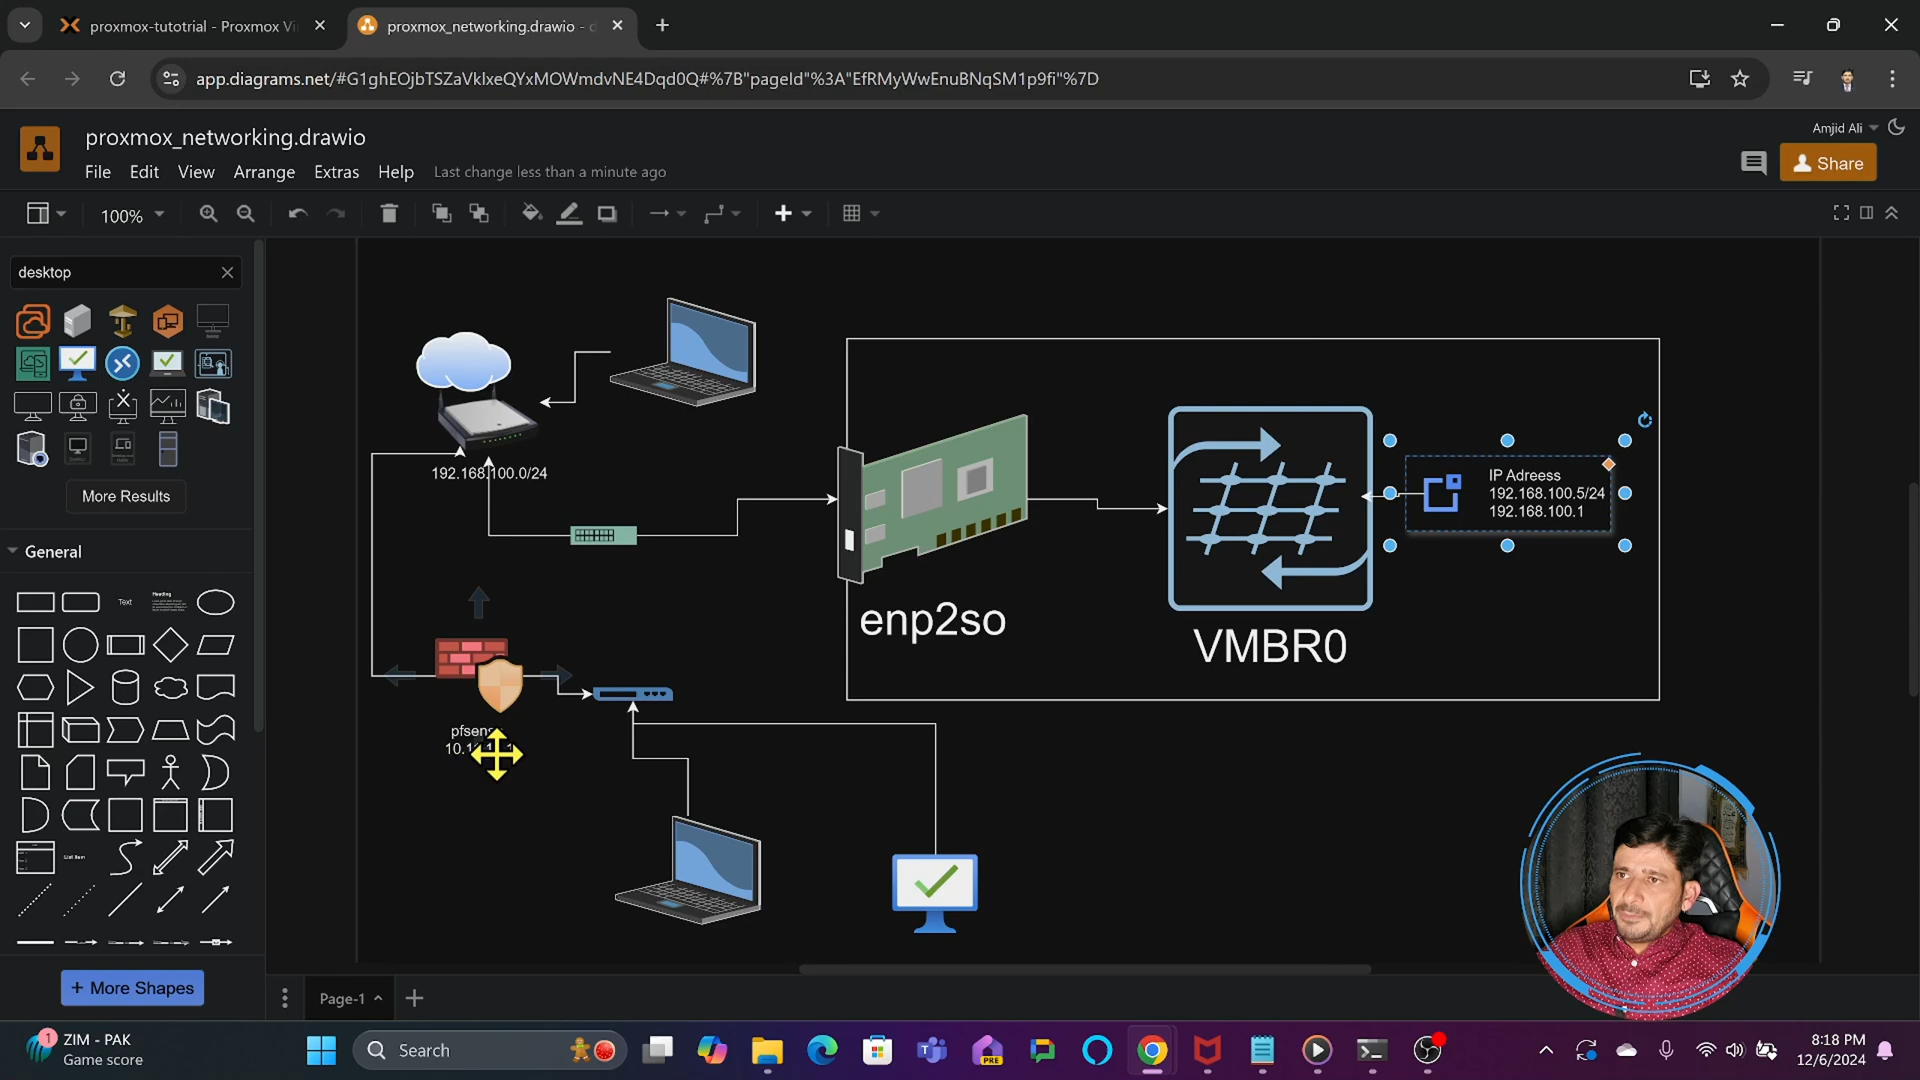 proxmox-tutotrial - Proxmox Vi
proxmox_networking.drawio - d
app.diagrams.net/#G1ghEOjbTSZaVkIxeQYxMOWmdvNE4Dqd0Q#%7B"pageId"%3A"EfRMyWwEnuBNqSM1p9fi"%7D
proxmox_networking.drawio
Amjid Ali
File Edit View Arrange Extras Help Last change less than a minute ago
Share
100%
desktop
More Results
General
Text
Heading
List Item
+ More Shapes
192.168.100.0/24
enp2so
VMBR0
IP Adreess
192.168.100.5/24
192.168.100.1
Page-1
1
ZIM - PAK
Game score
Search
PRE
8:18 PM
12/6/2024